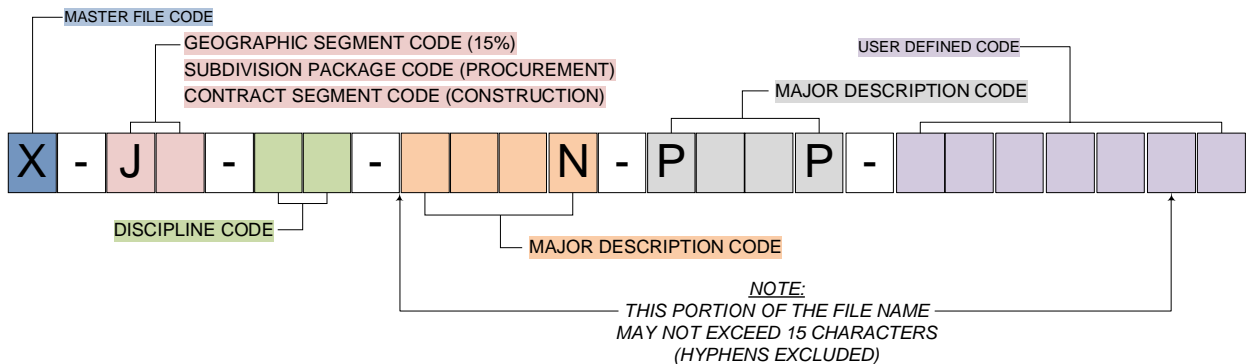 MASTER FILE CODE
GEOGRAPHIC SEGMENT CODE (15%)
SUBDIVISION PACKAGE CODE (PROCUREMENT)
CONTRACT SEGMENT CODE (CONSTRUCTION)
USER DEFINED CODE
MAJOR DESCRIPTION CODE
X - J - - N - P P -
DISCIPLINE CODE
MAJOR DESCRIPTION CODE
NOTE:
THIS PORTION OF THE FILE NAME
MAY NOT EXCEED 15 CHARACTERS
(HYPHENS EXCLUDED)